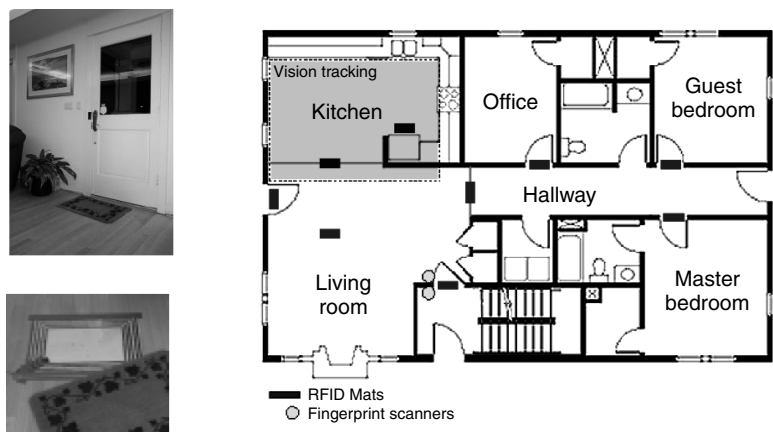 Vision tracking
Kitchen
Office
Guest
bedroom
Hallway
Living
room
Master
bedroom
RFID Mats
Fingerprint scanners